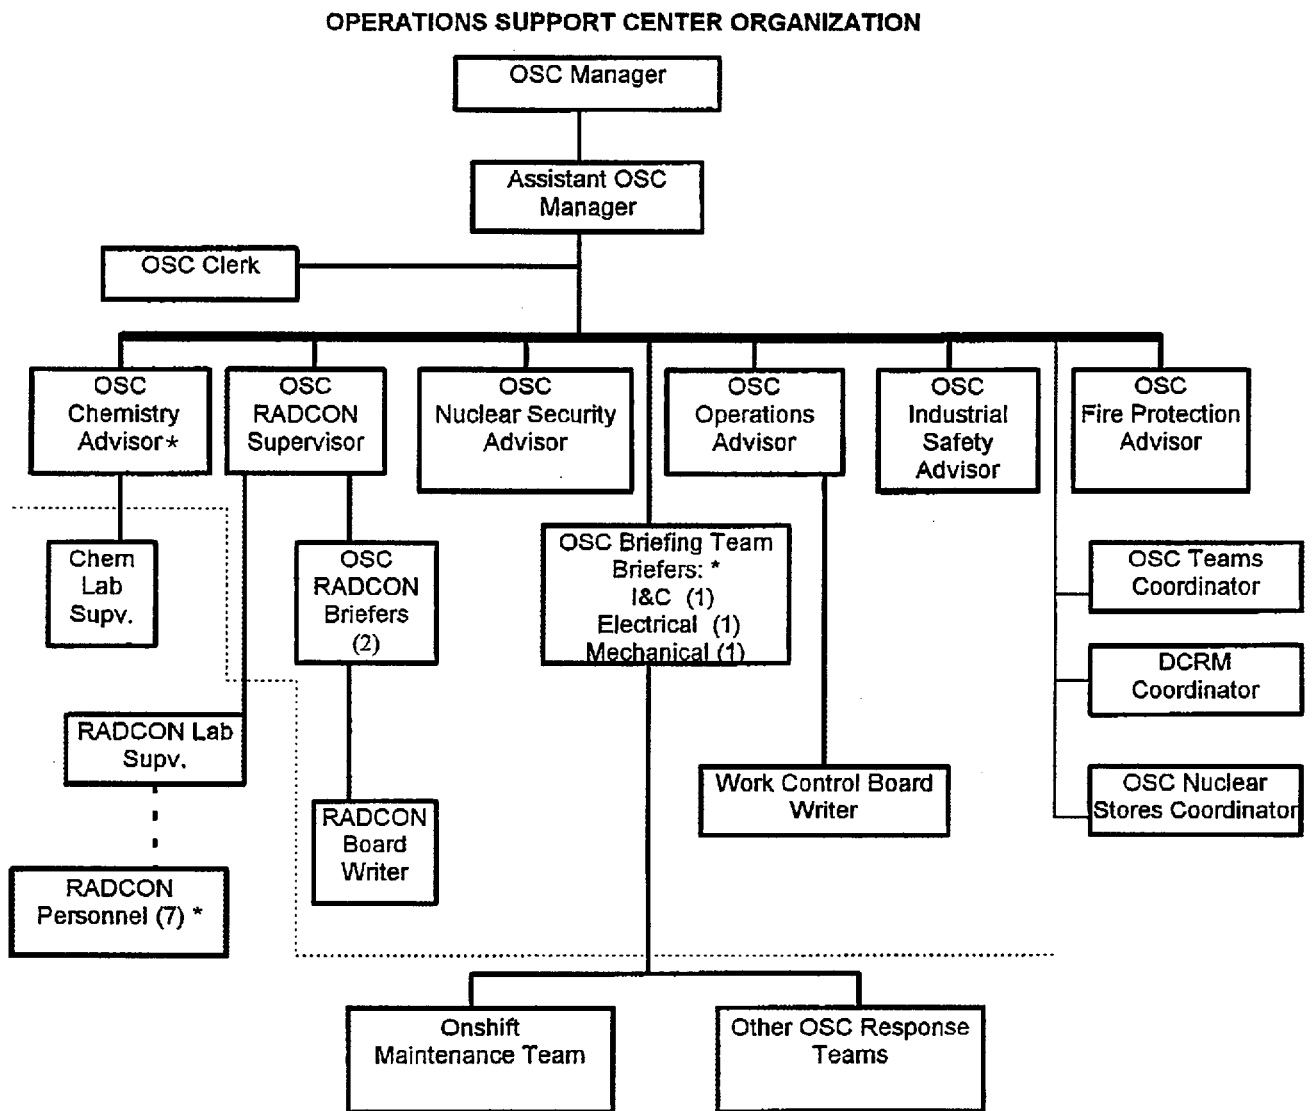 OPERATIONS SUPPORT CENTER ORGANIZATION
OSC Manager
Assistant OSC
Manager
OSC Clerk
OSC
Chemistry
Advisor*
OSC
RADCON
Supervisor
OSC
Nuclear Security
Advisor
OSC
Operations
Advisor
OSC
Industrial
Safety
Advisor
OSC
Fire Protection
Advisor
Chem
Lab
Supv.
OSC
RADCON
Briefers
(2)
OSC Briefing Team
Briefers: *
I&C (1)
Electrical (1)
Mechanical (1)
OSC Teams
Coordinator
DCRM
Coordinator
OSC Nuclear
Stores Coordinator
RADCON Lab
Supv.
Work Control Board
Writer
RADCON
Board
Writer
RADCON
Personnel (7) *
Onshift
Maintenance Team
Other OSC Response
Teams